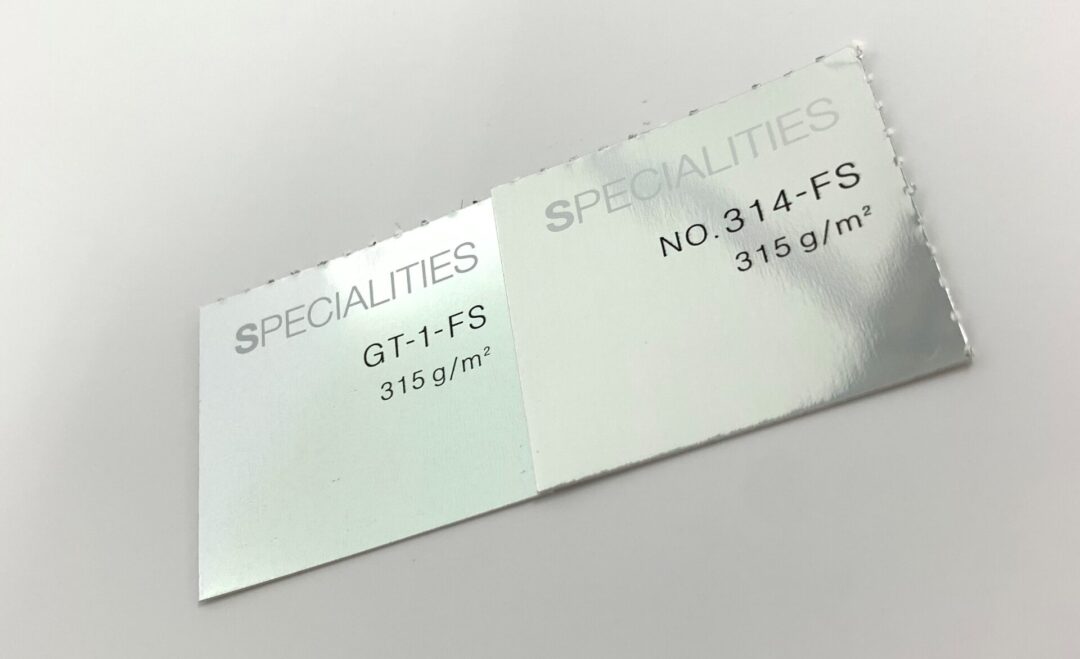 SPECIALITIES
GT-1-FS
315 g/m²
SPECIALITIES
NO.314-FS
315 g/m²